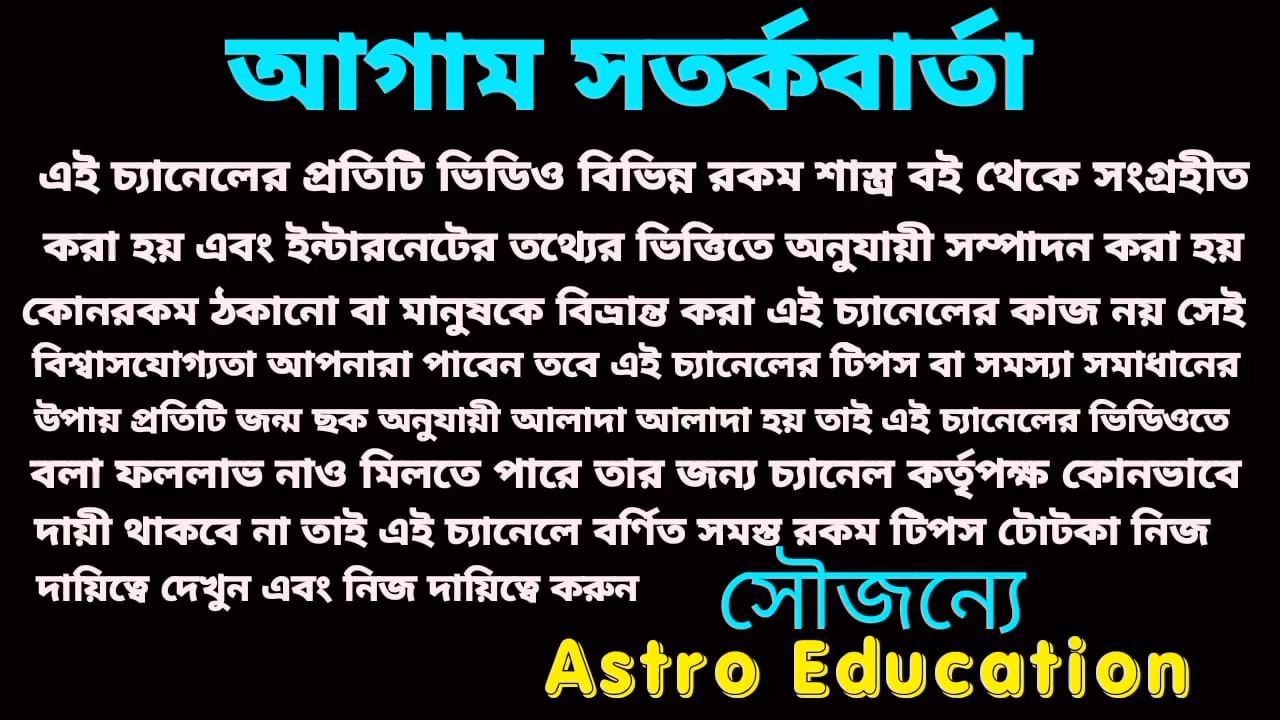 আগাম সতর্কবার্তা
এই চ্যানেলের প্রতিটি ভিডিও বিভিন্ন রকম শাস্ত্র বই থেকে সংগ্রহীত
করা হয় এবং ইন্টারনেটের তথ্যের ভিত্তিতে অনুযায়ী সম্পাদন করা হয়
কোনরকম ঠকানো বা মানুষকে বিভ্রান্ত করা এই চ্যানেলের কাজ নয় সেই
বিশ্বাসযোগ্যতা আপনারা পাবেন তবে এই চ্যানেলের টিপস বা সমস্যা সমাধানের
উপায় প্রতিটি জন্ম ছক অনুযায়ী আলাদা আলাদা হয় তাই এই চ্যানেলের ভিডিওতে
বলা ফললাভ নাও মিলতে পারে তার জন্য চ্যানেল কর্তৃপক্ষ কোনভাবে
দায়ী থাকবে না তাই এই চ্যানেলে বর্ণিত সমস্ত রকম টিপস টোটকা নিজ
দায়িত্বে দেখুন এবং নিজ দায়িত্বে করুন
সৌজন্যে
Astro Education